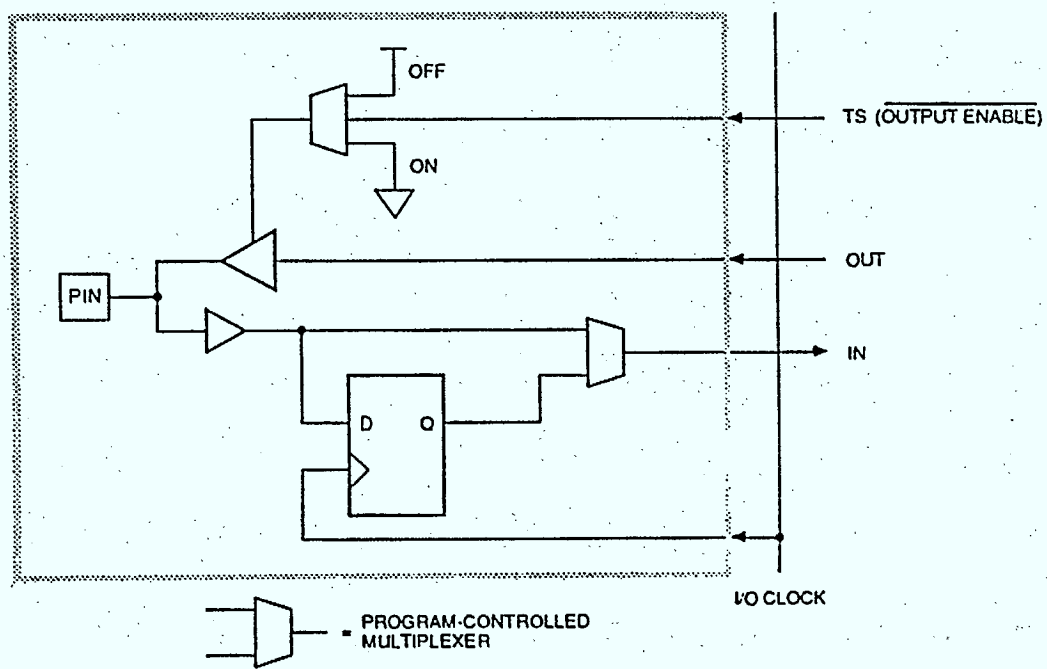 OFF
TS (OUTPUT ENABLE)
ON
OUT
PIN
IN
D Q
I/O CLOCK
= PROGRAM-CONTROLLED
MULTIPLEXER